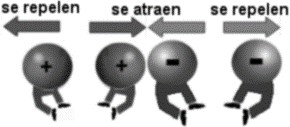 se repelen se atraen se repelen
+ + - -